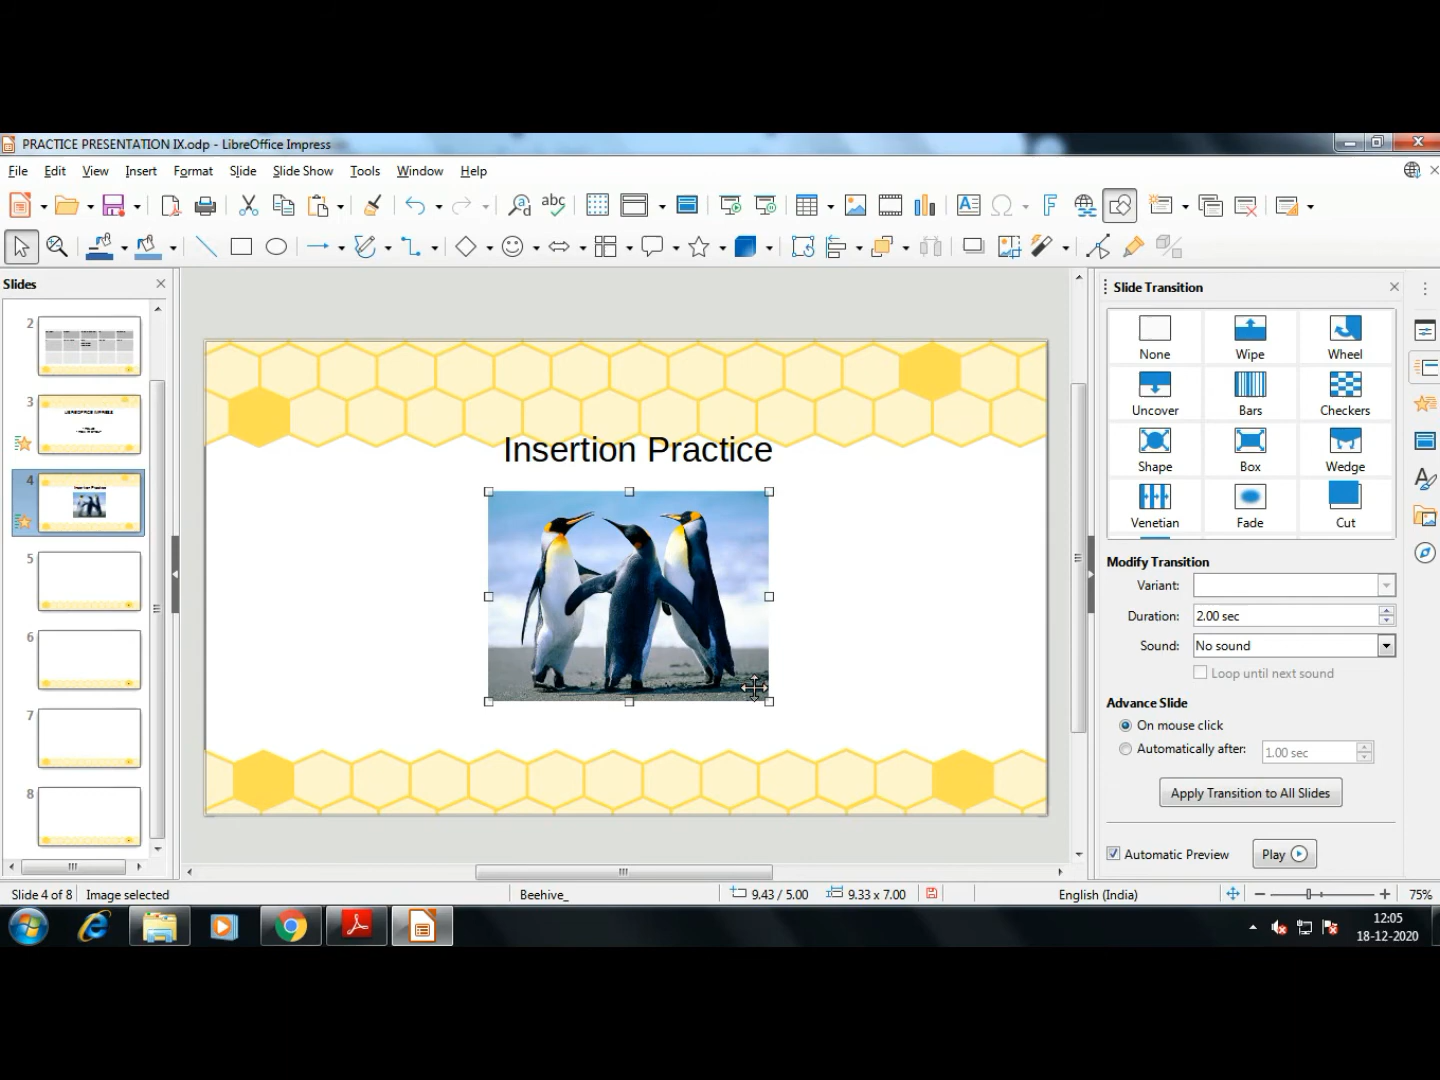 PRACTICE PRESENTATION IX.odp - LibreOffice Impress
File Edit View Insert Format Slide Slide Show Tools Window Help
abc
Slides
Slide Transition
2
3
4
5
6
7
8
Insertion Practice
Insertion Practice
None Wipe Wheel
Uncover Bars Checkers
Shape Box Wedge
Venetian Fade Cut
Modify Transition
Variant:
Duration: 2.00 sec
Sound: No sound
Loop until next sound
Advance Slide
On mouse click
Automatically after: 1.00 sec
Apply Transition to All Slides
Automatic Preview Play
Slide 4 of 8 Image selected Beehive_ 9.43 / 5.00 9.33 x 7.00 English (India) 75%
12:05
18-12-2020